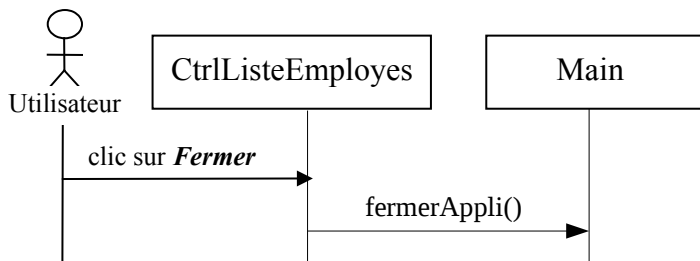 CtrlListeEmployes
Main
Utilisateur
clic sur Fermer
fermerAppli()